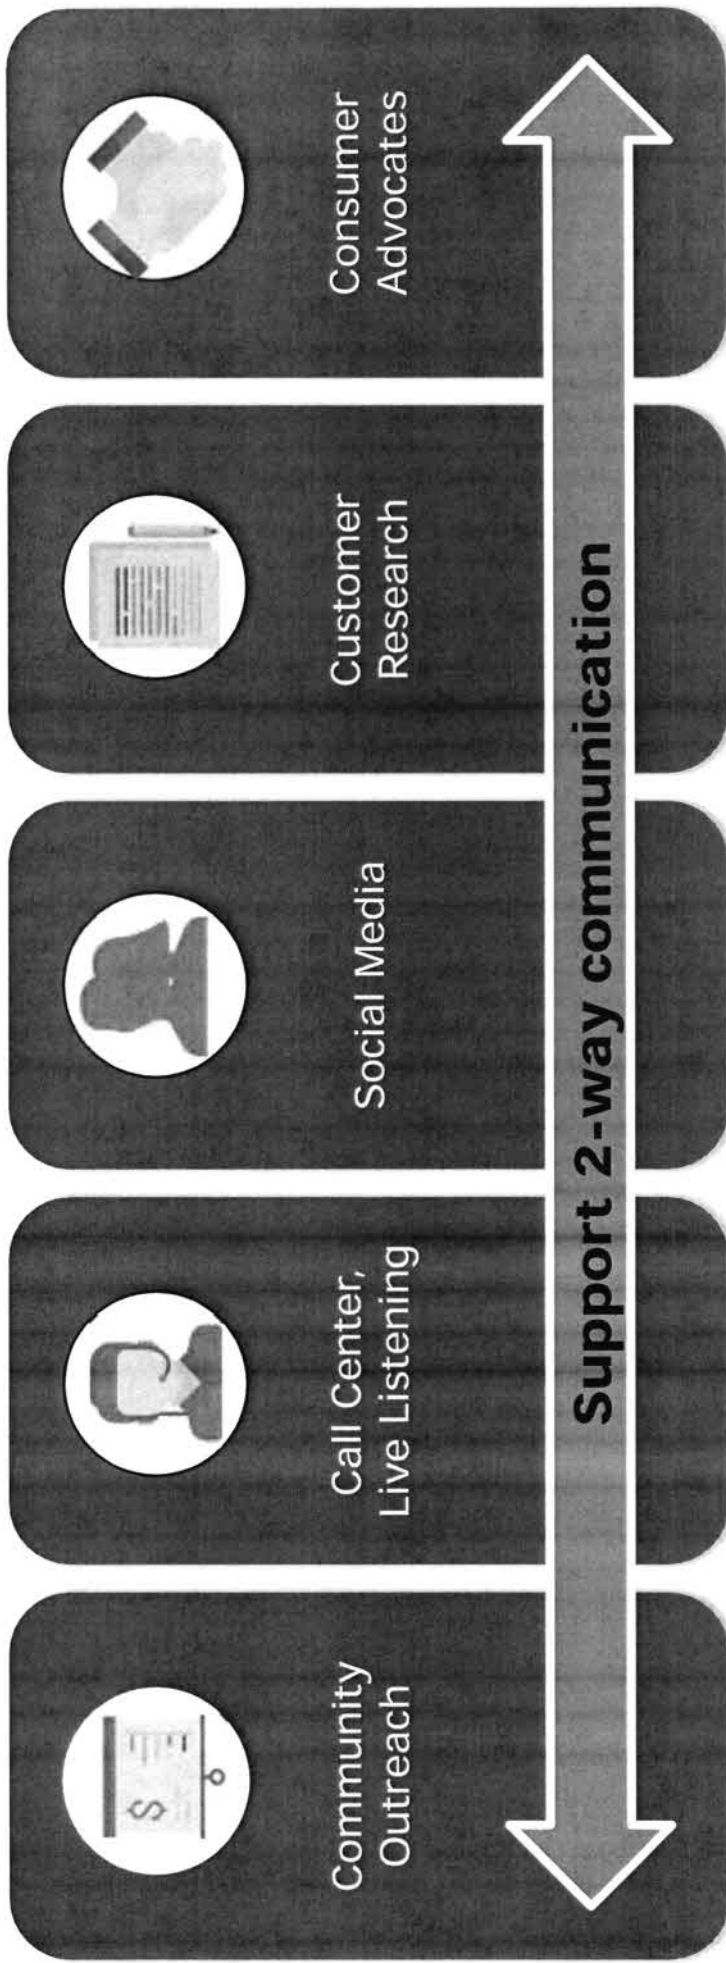 Community
Outreach
Call Center,
Live Listening
Social Media
Customer
Research
Consumer
Advocates
Support 2-way communication